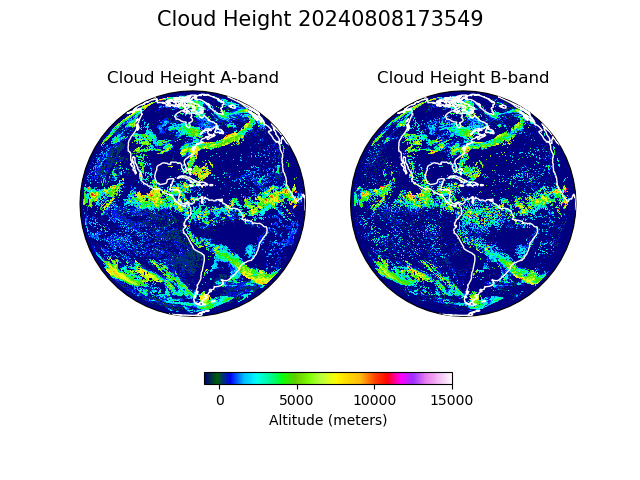 Cloud Height 20240808173549
Cloud Height A-band
Cloud Height B-band
0 5000 10000 15000
Altitude (meters)